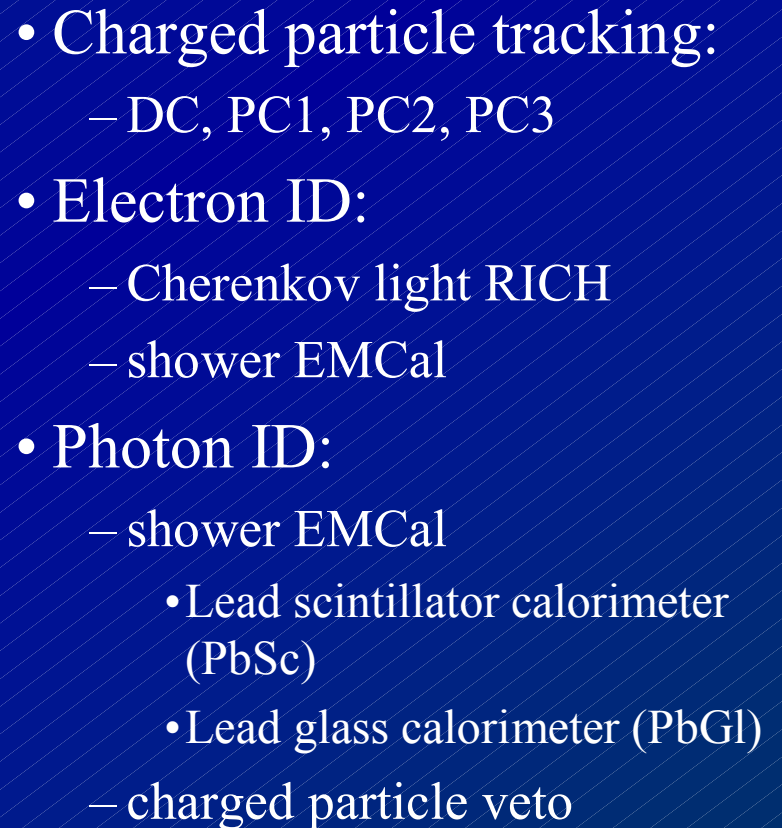 • Charged particle tracking:
– DC, PC1, PC2, PC3
• Electron ID:
– Cherenkov light RICH
– shower EMCal
• Photon ID:
– shower EMCal
•Lead scintillator calorimeter
(PbSc)
•Lead glass calorimeter (PbGl)
– charged particle veto